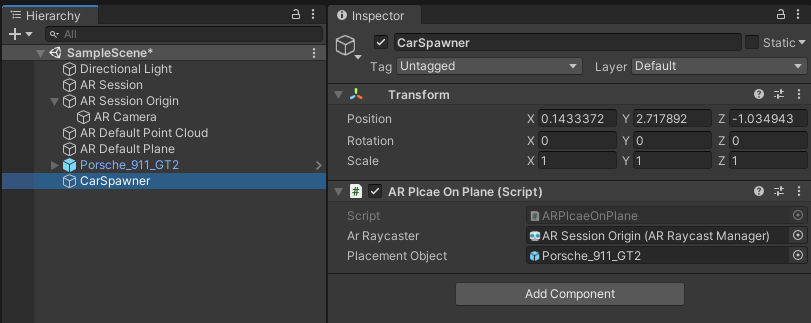 Hierarchy
All
SampleScene*
Directional Light
AR Session
AR Session Origin
AR Camera
AR Default Point Cloud
AR Default Plane
Porsche_911_GT2
CarSpawner
Inspector
CarSpawner
Static
Tag Untagged Layer Default
Transform
Position X 0.1433372 Y 2.717892 Z -1.034943
Rotation X 0 Y 0 Z 0
Scale X 1 Y 1 Z 1
# AR Plcae On Plane (Script)
Script ARPlcaeOnPlane
Ar Raycaster AR Session Origin (AR Raycast Manager)
Placement Object Porsche_911_GT2
Add Component